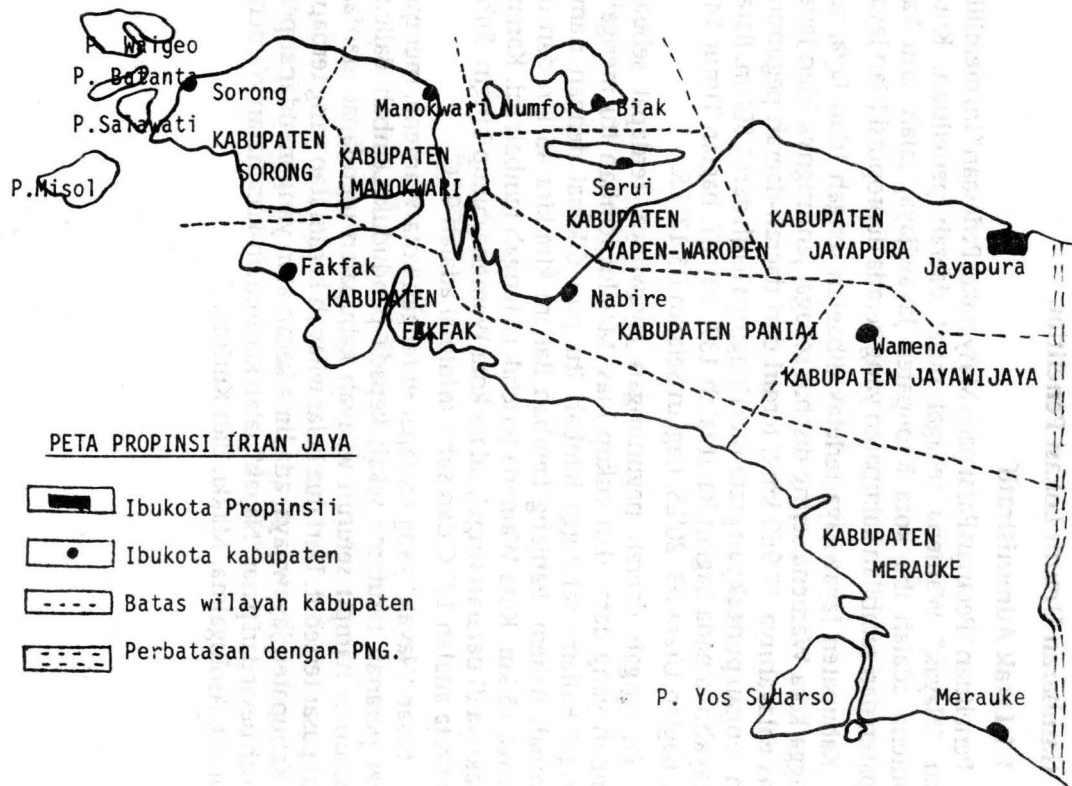 P. Waigeo
P. Batanta
Sorong
P.Salawati
KABUPATEN
SORONG
P.Misol
Manokwari
Numfor
Biak
KABUPATEN
MANOKWARI
Serui
KABUPATEN
YAPEN-WAROPEN
KABUPATEN
JAYAPURA
Jayapura
Fakfak
KABUPATEN
FAKFAK
Nabire
KABUPATEN PANIAI
Wamena
KABUPATEN JAYAWIJAYA
PETA PROPINSI IRIAN JAYA
Ibukota Propinsii
Ibukota kabupaten
Batas wilayah kabupaten
Perbatasan dengan PNG.
KABUPATEN
MERAUKE
P. Yos Sudarso
Merauke